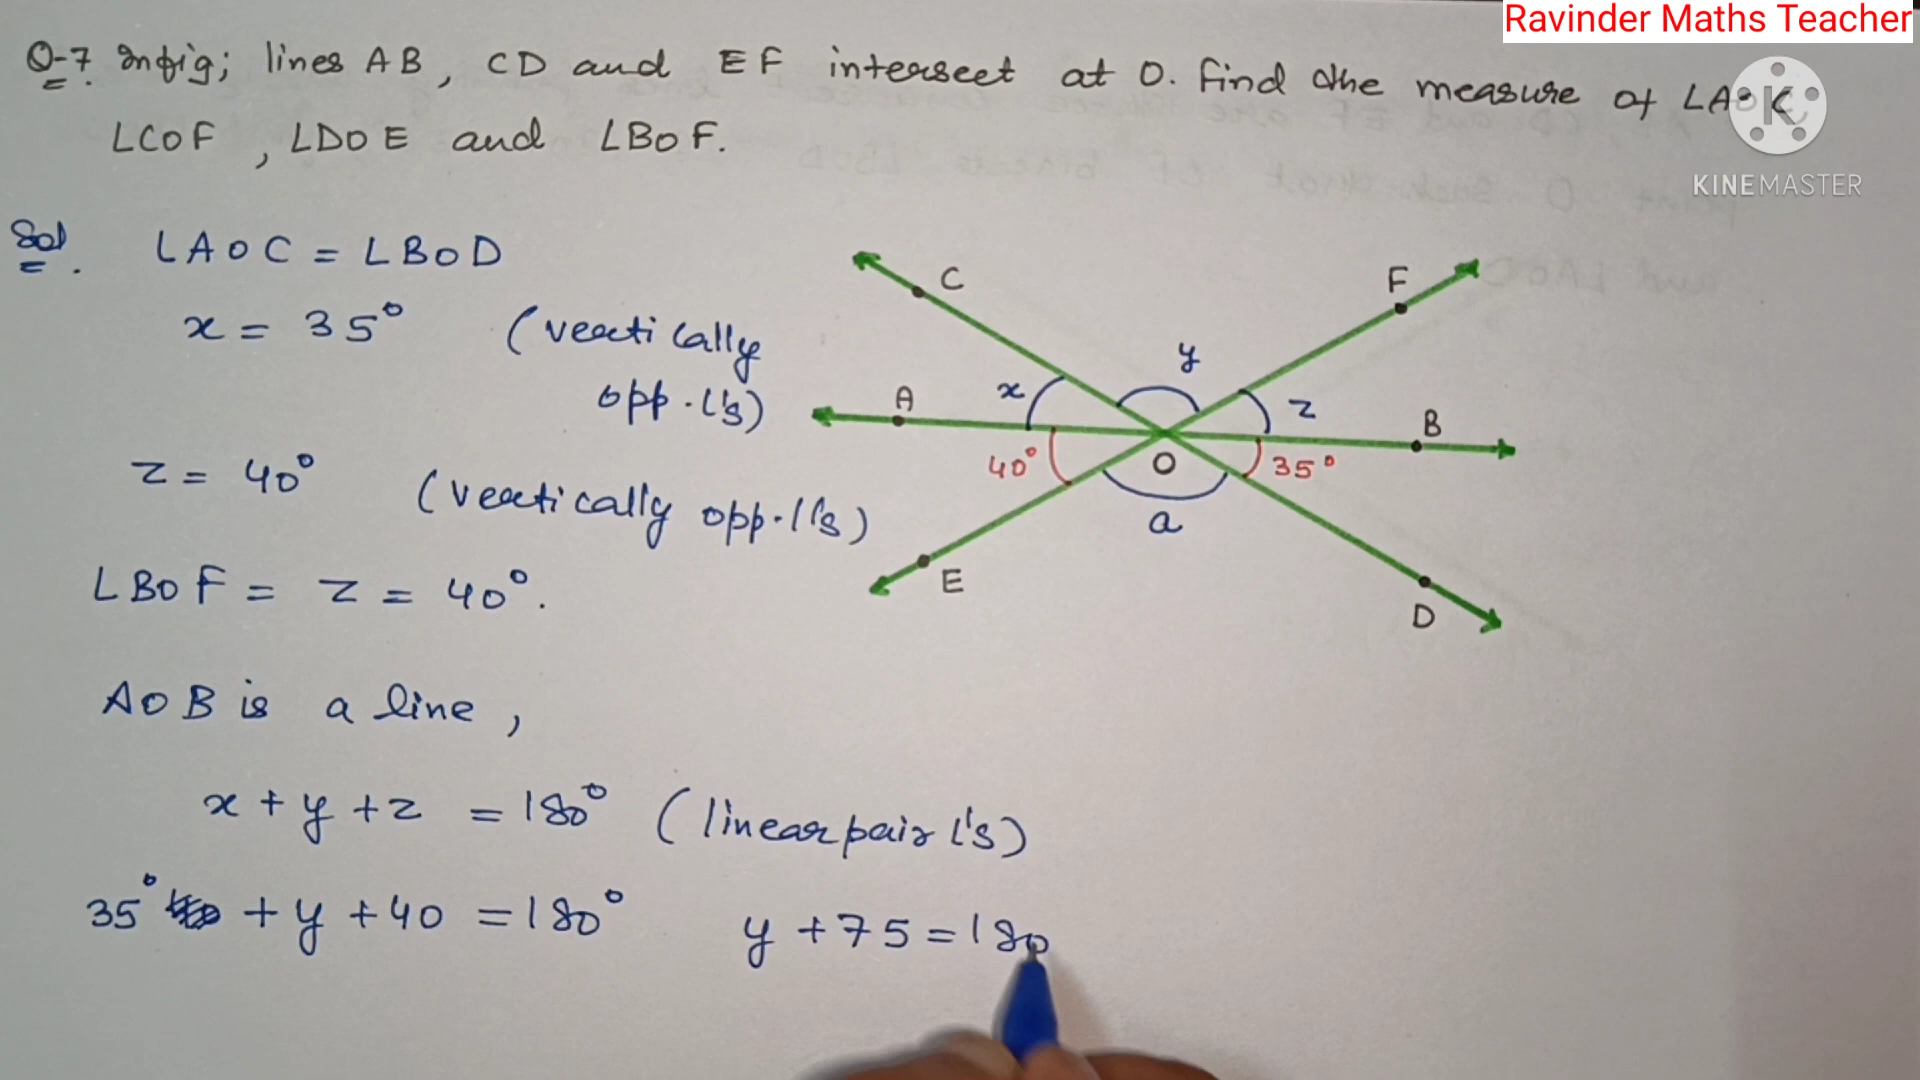 Ravinder Maths Teacher
Q-7. In fig; lines AB, CD and EF intersect at O. Find the measure of ∠AOC
K
∠COF, ∠DOE and ∠BOF.
KINEMASTER
Sol. ∠AOC = ∠BOD
x = 35° (vertically
opp. ∠'s)
z = 40° (vertically opp. ∠'s)
∠BOF = z = 40°.
AOB is a line,
x + y + z = 180° (linear pair ∠'s)
35° + y + 40 = 180° y + 75 = 180
C
F
y
x
A
z
B
40°
O
35°
a
E
D